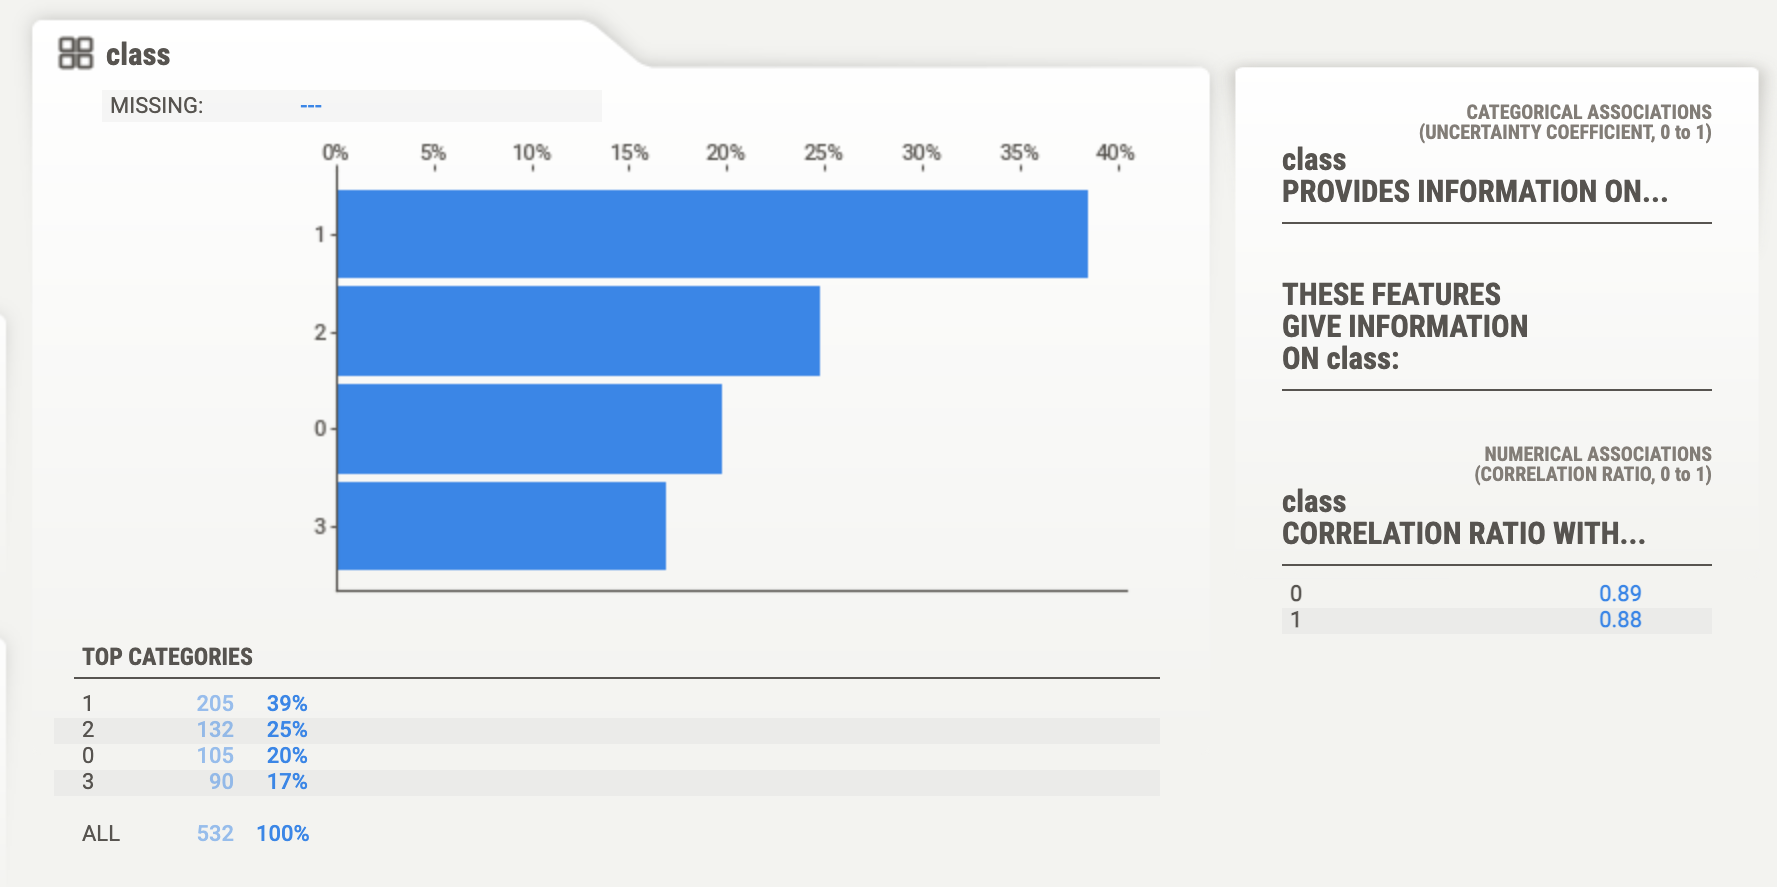 class
MISSING: ---
0% 5% 10% 15% 20% 25% 30% 35% 40%
1
2
0
3
TOP CATEGORIES
1 205 39%
2 132 25%
0 105 20%
3 90 17%
ALL 532 100%
CATEGORICAL ASSOCIATIONS
(UNCERTAINTY COEFFICIENT, 0 to 1)
class
PROVIDES INFORMATION ON...
THESE FEATURES
GIVE INFORMATION
ON class:
NUMERICAL ASSOCIATIONS
(CORRELATION RATIO, 0 to 1)
class
CORRELATION RATIO WITH...
0 0.89
1 0.88